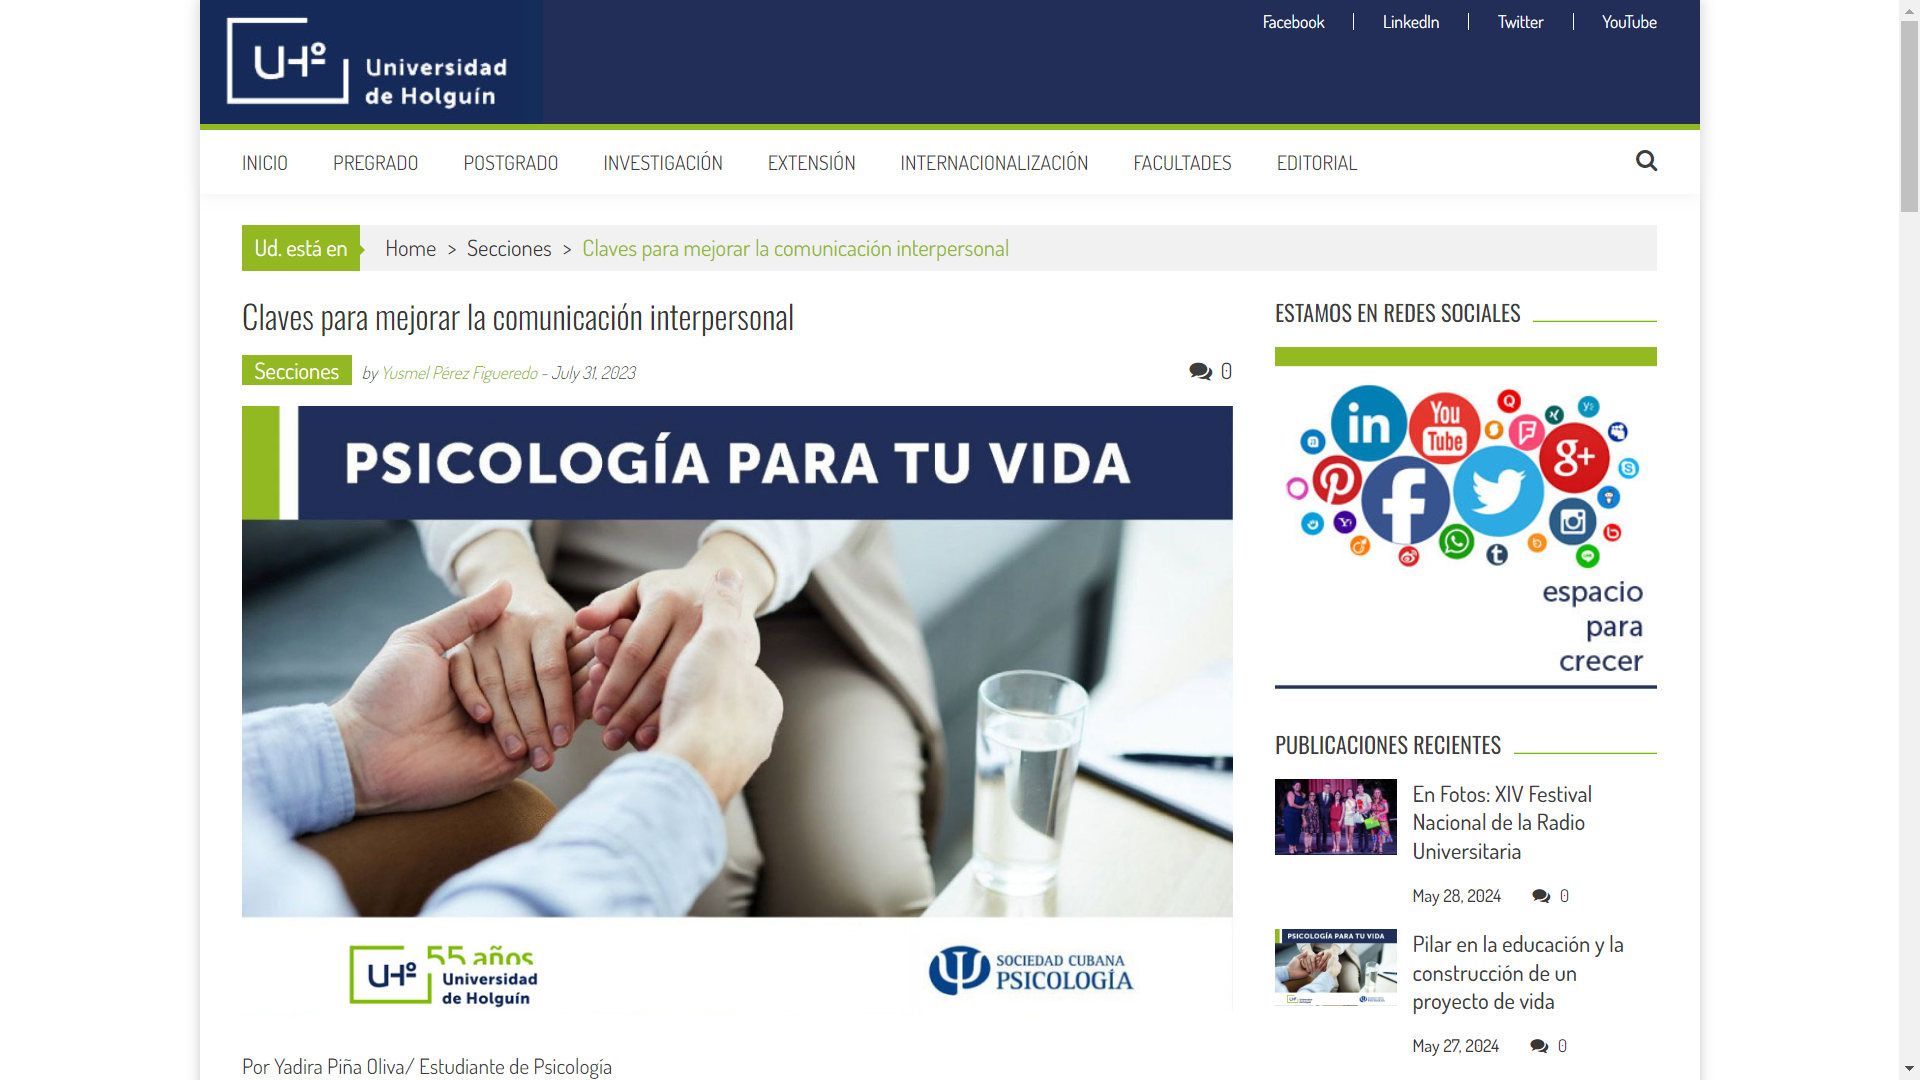 UHº
Universidad
de Holguín
Facebook
LinkedIn
Twitter
YouTube
INICIO
PREGRADO
POSTGRADO
INVESTIGACIÓN
EXTENSIÓN
INTERNACIONALIZACIÓN
FACULTADES
EDITORIAL
Ud. está en
Home > Secciones > Claves para mejorar la comunicación interpersonal
Claves para mejorar la comunicación interpersonal
Secciones
by Yusmel Pérez Figueredo - July 31, 2023
0
PSICOLOGÍA PARA TU VIDA
55 años
UHº
Universidad
de Holguín
SOCIEDAD CUBANA
PSICOLOGÍA
Por Yadira Piña Oliva/ Estudiante de Psicología
ESTAMOS EN REDES SOCIALES
in
You
Tube
g+
espacio
para
crecer
PUBLICACIONES RECIENTES
En Fotos: XIV Festival
Nacional de la Radio
Universitaria
May 28, 2024
0
PSICOLOGÍA PARA TU VIDA
Pilar en la educación y la
construcción de un
proyecto de vida
May 27, 2024
0